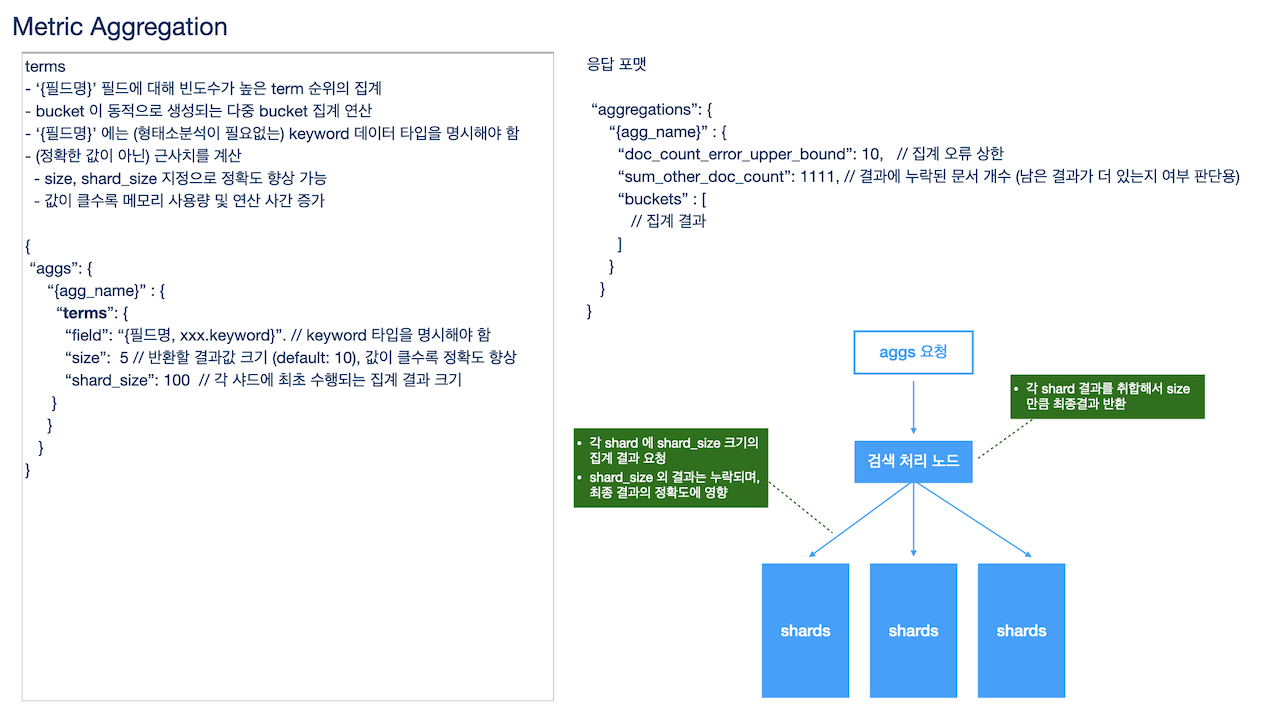 Metric Aggregation
terms
- ‘{필드명}’ 필드에 대해 빈도수가 높은 term 순위의 집계
- bucket 이 동적으로 생성되는 다중 bucket 집계 연산
- ‘{필드명}’ 에는 (형태소분석이 필요없는) keyword 데이터 타입을 명시해야 함
- (정확한 값이 아닌) 근사치를 계산
- size, shard_size 지정으로 정확도 향상 가능
- 값이 클수록 메모리 사용량 및 연산 사간 증가
{
“aggs”: {
“{agg_name}” : {
“terms”: {
“field”: “{필드명, xxx.keyword}”. // keyword 타입을 명시해야 함
“size”:  5 // 반환할 결과값 크기 (default: 10), 값이 클수록 정확도 향상
“shard_size”: 100  // 각 샤드에 최초 수행되는 집계 결과 크기
}
}
}
}
응답 포맷
“aggregations”: {
“{agg_name}” : {
“doc_count_error_upper_bound”: 10,   // 집계 오류 상한
“sum_other_doc_count”: 1111, // 결과에 누락된 문서 개수 (남은 결과가 더 있는지 여부 판단용)
“buckets” : [
// 집계 결과
]
}
}
}
aggs 요청
• 각 shard 결과를 취합해서 size
만큼 최종결과 반환
• 각 shard 에 shard_size 크기의
집계 결과 요청
• shard_size 외 결과는 누락되며,
최종 결과의 정확도에 영향
검색 처리 노드
shards
shards
shards